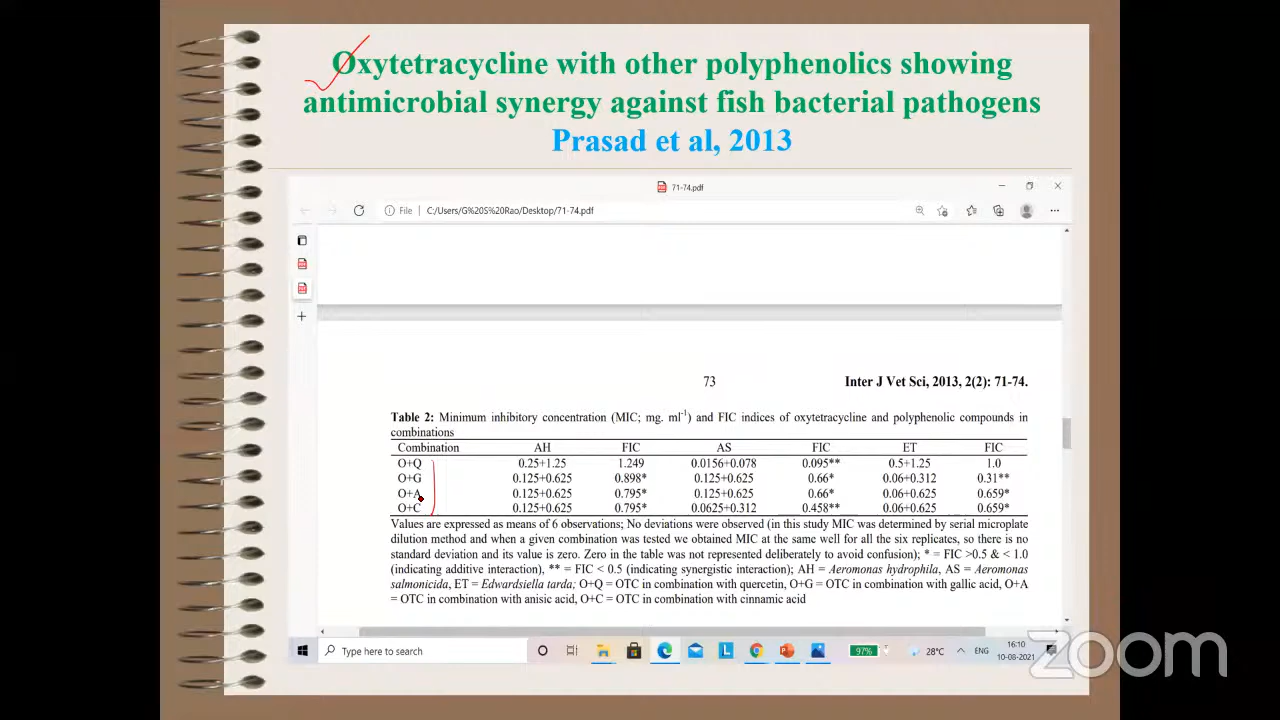 Oxytetracycline with other polyphenolics showing
antimicrobial synergy against fish bacterial pathogens
Prasad et al, 2013
71-74.pdf
File C:/Users/G%20S%20Rao/Desktop/71-74.pdf
73 Inter J Vet Sci, 2013, 2(2): 71-74.
Table 2: Minimum inhibitory concentration (MIC; mg. ml⁻¹) and FIC indices of oxytetracycline and polyphenolic compounds in
combinations
Combination AH FIC AS FIC ET FIC
O+Q 0.25+1.25 1.249 0.0156+0.078 0.095** 0.5+1.25 1.0
O+G 0.125+0.625 0.898* 0.125+0.625 0.66* 0.06+0.312 0.31**
O+A 0.125+0.625 0.795* 0.125+0.625 0.66* 0.06+0.625 0.659*
O+C 0.125+0.625 0.795* 0.0625+0.312 0.458** 0.06+0.625 0.659*
Values are expressed as means of 6 observations; No deviations were observed (in this study MIC was determined by serial microplate
dilution method and when a given combination was tested we obtained MIC at the same well for all the six replicates, so there is no
standard deviation and its value is zero. Zero in the table was not represented deliberately to avoid confusion); * = FIC >0.5 & < 1.0
(indicating additive interaction), ** = FIC < 0.5 (indicating synergistic interaction); AH = Aeromonas hydrophila, AS = Aeromonas
salmonicida, ET = Edwardsiella tarda; O+Q = OTC in combination with quercetin, O+G = OTC in combination with gallic acid, O+A
= OTC in combination with anisic acid, O+C = OTC in combination with cinnamic acid
Type here to search 97% 28°C ENG 16:10
10-08-2021
zoom